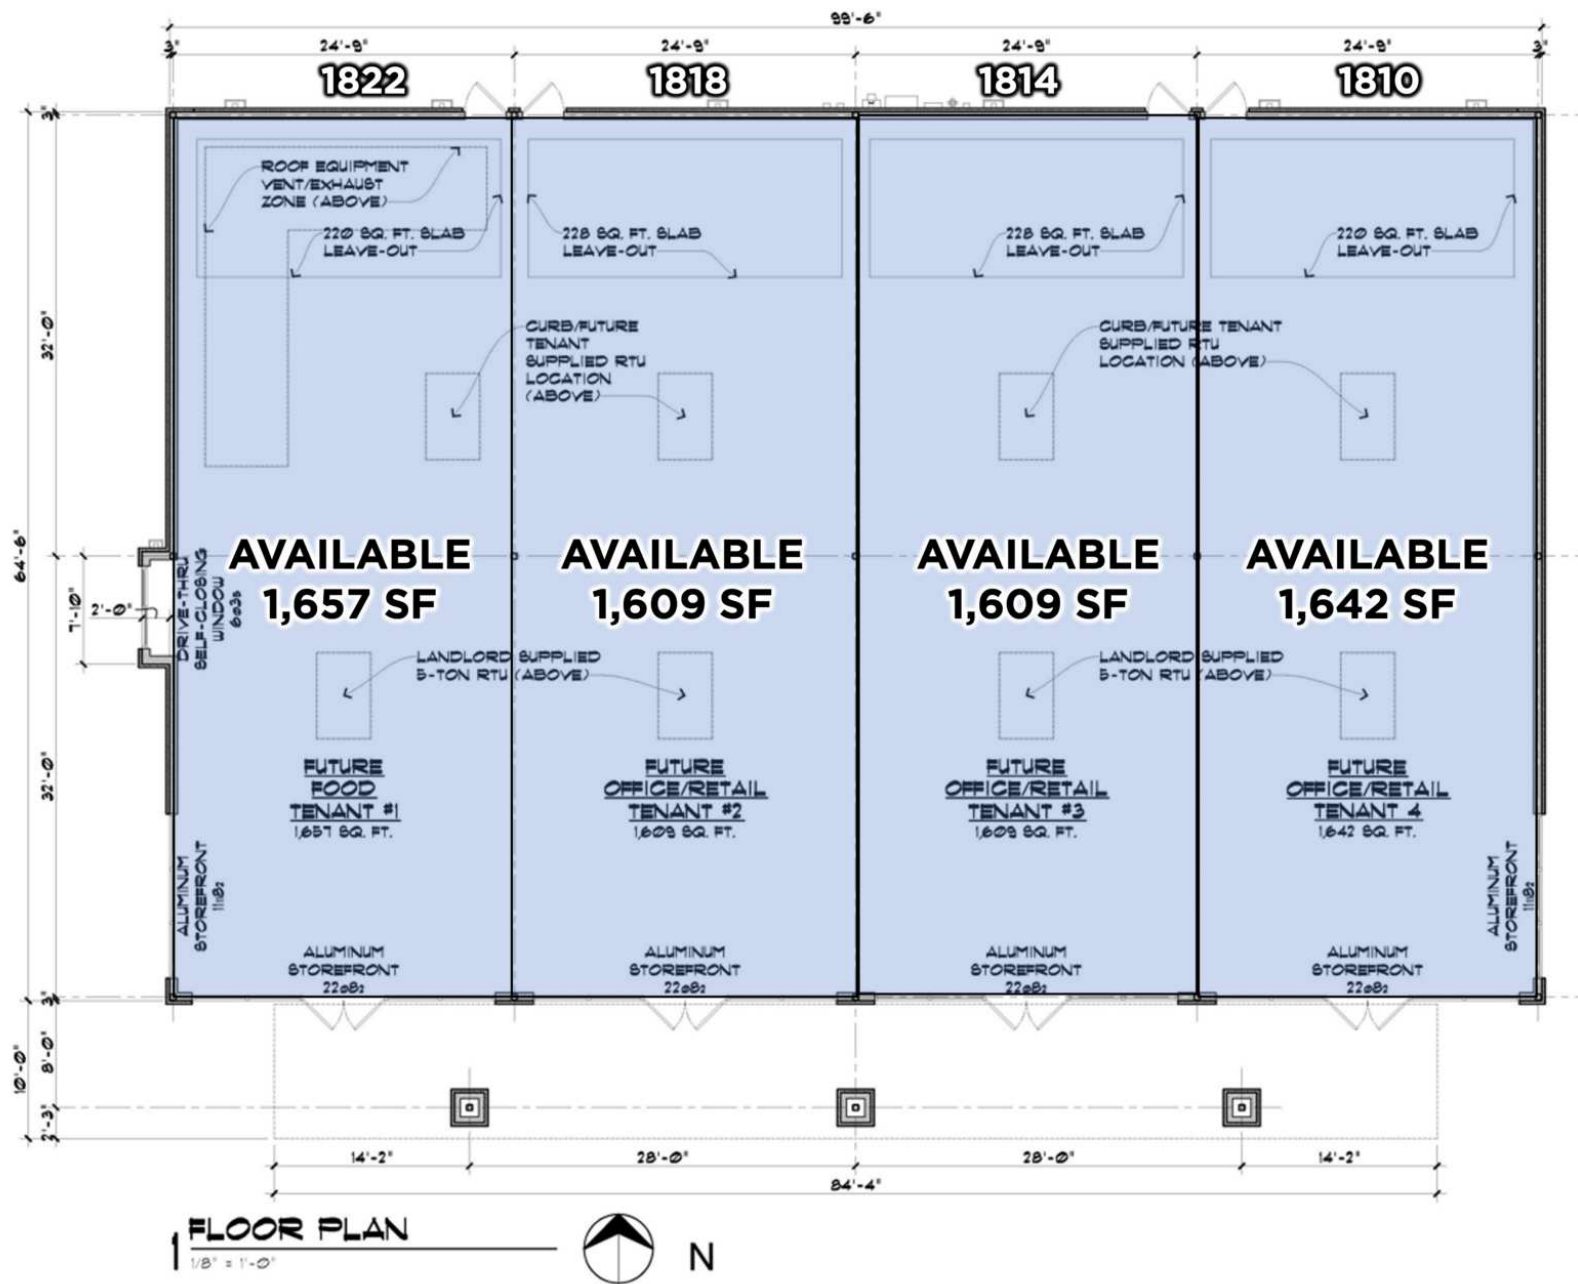 99'-6"
3" 24'-9" 24'-9" 24'-9" 24'-9" 3"
1822 1818 1814 1810
3"
ROOF EQUIPMENT
VENT/EXHAUST
ZONE (ABOVE)
220 SQ. FT. SLAB
LEAVE-OUT
228 SQ. FT. SLAB
LEAVE-OUT
228 SQ. FT. SLAB
LEAVE-OUT
220 SQ. FT. SLAB
LEAVE-OUT
32'-0"
CURB/FUTURE
TENANT
SUPPLIED RTU
LOCATION
(ABOVE)
CURB/FUTURE TENANT
SUPPLIED RTU
LOCATION (ABOVE)
64'-6"
7'-10"
2'-0"
DRIVE-THRU
SELF-CLOSING
WINDOW
AVAILABLE
1,657 SF
AVAILABLE
1,609 SF
AVAILABLE
1,609 SF
AVAILABLE
1,642 SF
LANDLORD SUPPLIED
5-TON RTU (ABOVE)
LANDLORD SUPPLIED
5-TON RTU (ABOVE)
32'-0"
FUTURE
FOOD
TENANT #1
1,657 SQ. FT.
FUTURE
OFFICE/RETAIL
TENANT #2
1,609 SQ. FT.
FUTURE
OFFICE/RETAIL
TENANT #3
1,609 SQ. FT.
FUTURE
OFFICE/RETAIL
TENANT 4
1,642 SQ. FT.
ALUMINUM
STOREFRONT
ALUMINUM
STOREFRONT
ALUMINUM
STOREFRONT
ALUMINUM
STOREFRONT
ALUMINUM
STOREFRONT
ALUMINUM
STOREFRONT
3"
10'-0"
8'-0"
2'-3"
14'-2" 28'-0" 28'-0" 14'-2"
84'-4"
1 FLOOR PLAN
1/8" = 1'-0"
N